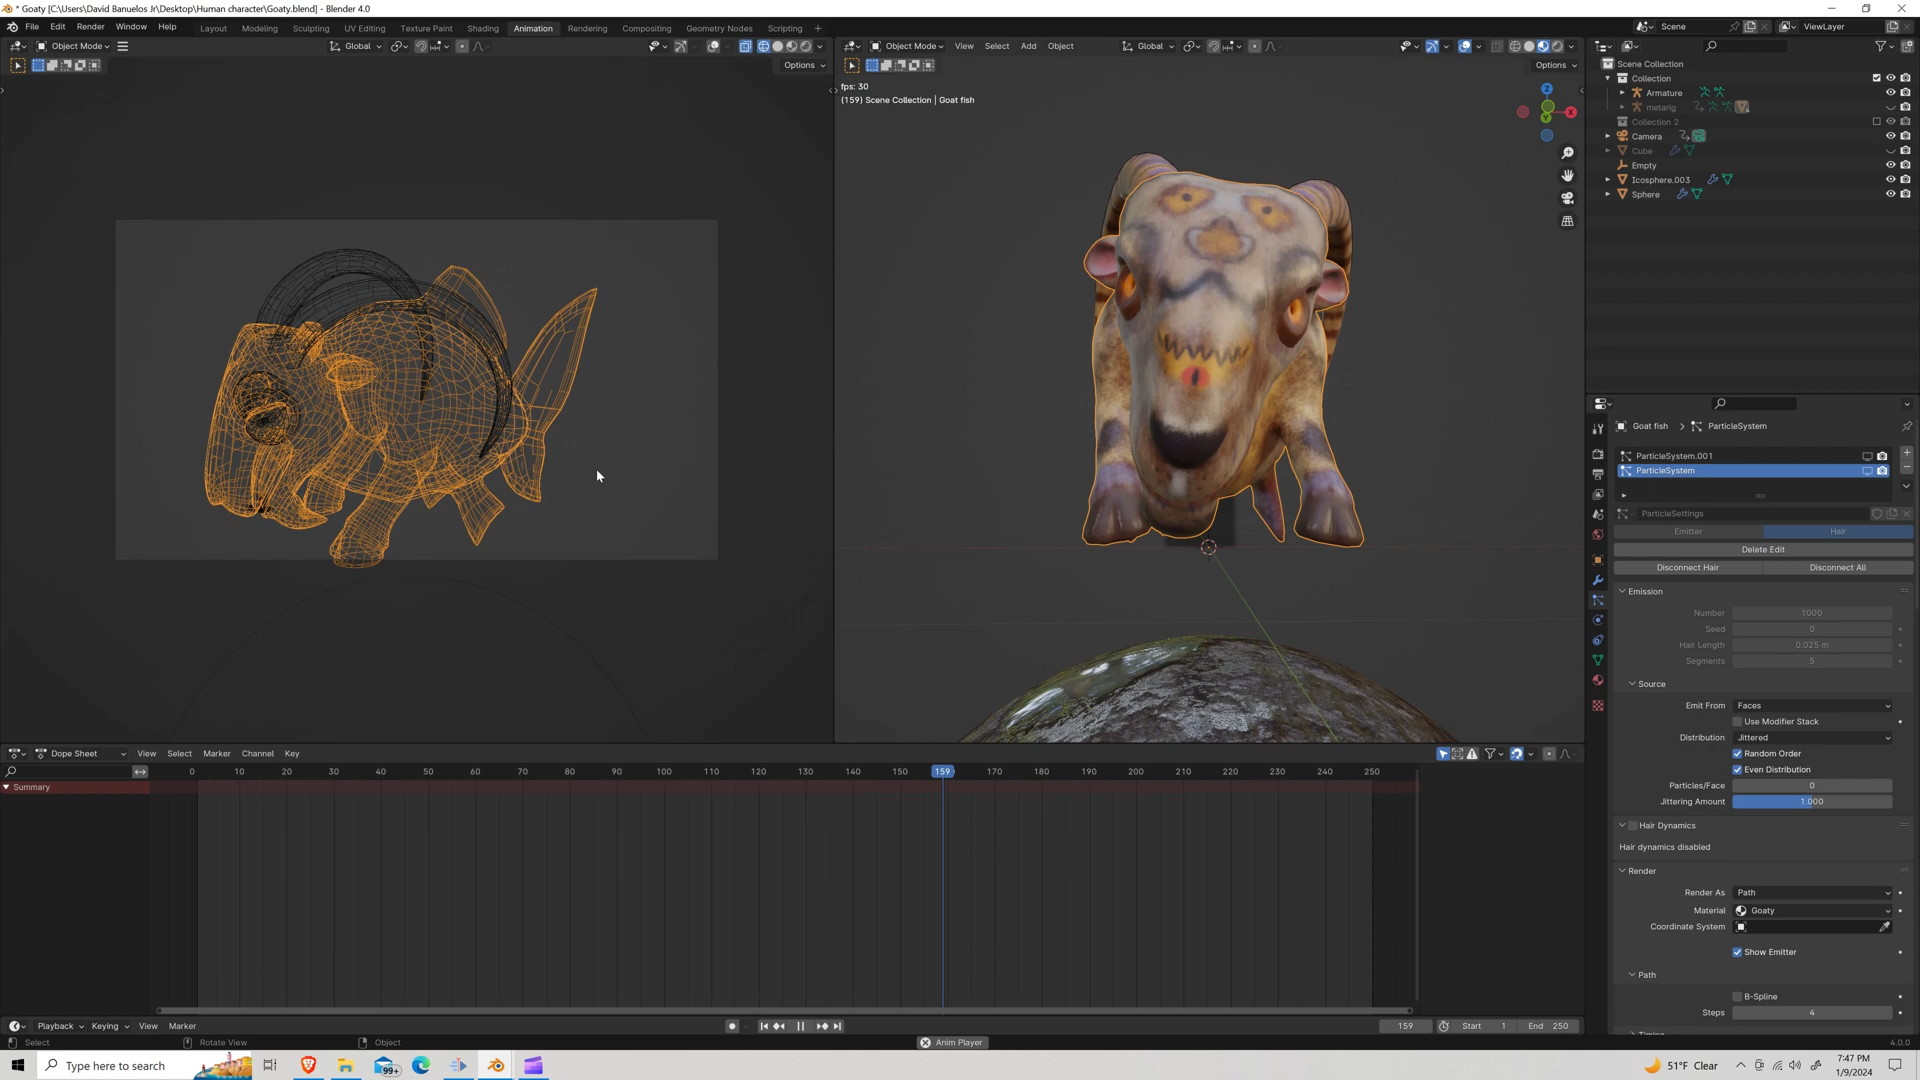 * Goaty [C:\Users\David Banuelos Jr\Desktop\Human character\Goaty.blend] - Blender 4.0
File Edit Render Window Help Layout Modeling Sculpting UV Editing Texture Paint Shading Animation Rendering Compositing Geometry Nodes Scripting + Scene ViewLayer
Object Mode Global
Options
Object Mode View Select Add Object Global
Options
fps: 30
(159) Scene Collection | Goat fish
Z
X
Y
Scene Collection
Collection
Armature
metarig
Collection 2
Camera
Cube
Empty
Icosphere.003
Sphere
Goat fish > ParticleSystem
ParticleSystem.001
ParticleSystem
ParticleSettings
Emitter Hair
Delete Edit
Disconnect Hair Disconnect All
Emission
Number 1000
Seed 0
Hair Length 0.025 m
Segments 5
Source
Emit From Faces
Use Modifier Stack
Distribution Jittered
Random Order
Even Distribution
Particles/Face 0
Jittering Amount 1.000
Hair Dynamics
Hair dynamics disabled
Render
Render As Path
Material Goaty
Coordinate System
Show Emitter
Path
B-Spline
Steps 4
Timing
Dope Sheet View Select Marker Channel Key
0 10 20 30 40 50 60 70 80 90 100 110 120 130 140 150 159 170 180 190 200 210 220 230 240 250
Summary
Playback Keying View Marker 159 Start 1 End 250
Select Rotate View Object Anim Player 4.0.0
Type here to search 99+ 51°F Clear 7:47 PM
1/9/2024